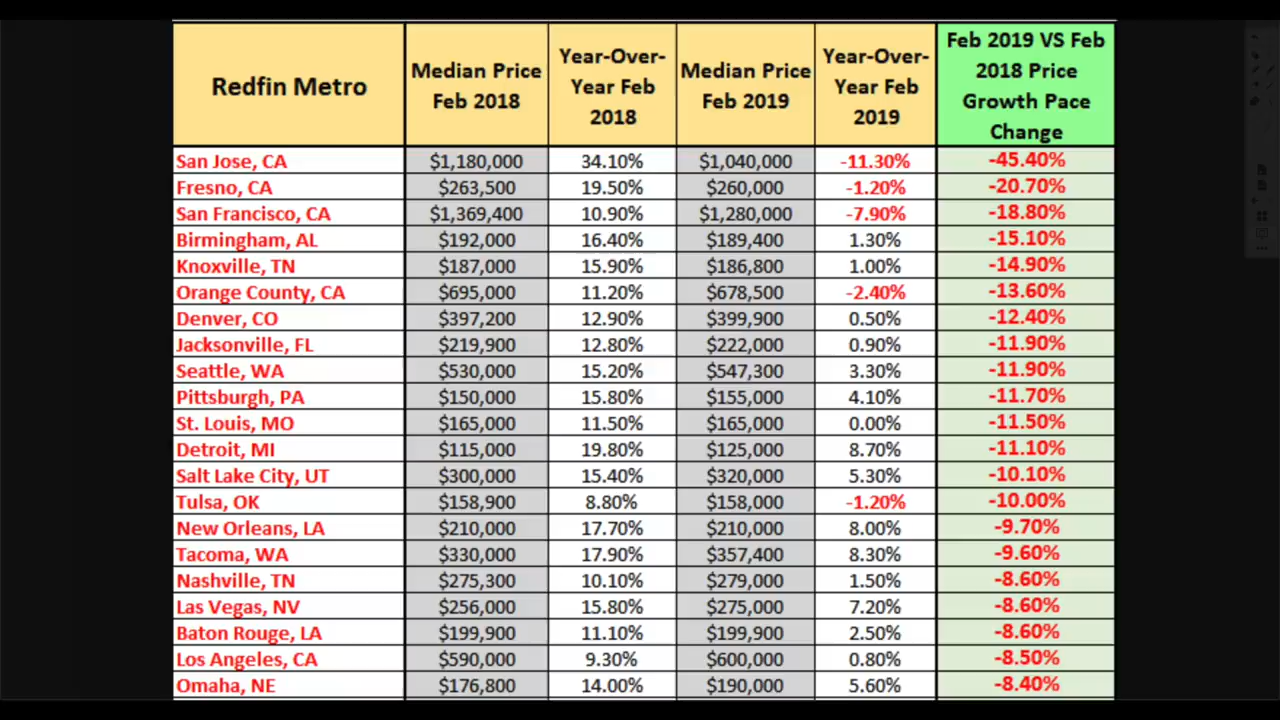 Redfin Metro Median Price Feb 2018 Year-Over-Year Feb 2018 Median Price Feb 2019 Year-Over-Year Feb 2019 Feb 2019 VS Feb 2018 Price Growth Pace Change
San Jose, CA $1,180,000 34.10% $1,040,000 -11.30% -45.40%
Fresno, CA $263,500 19.50% $260,000 -1.20% -20.70%
San Francisco, CA $1,369,400 10.90% $1,280,000 -7.90% -18.80%
Birmingham, AL $192,000 16.40% $189,400 1.30% -15.10%
Knoxville, TN $187,000 15.90% $186,800 1.00% -14.90%
Orange County, CA $695,000 11.20% $678,500 -2.40% -13.60%
Denver, CO $397,200 12.90% $399,900 0.50% -12.40%
Jacksonville, FL $219,900 12.80% $222,000 0.90% -11.90%
Seattle, WA $530,000 15.20% $547,300 3.30% -11.90%
Pittsburgh, PA $150,000 15.80% $155,000 4.10% -11.70%
St. Louis, MO $165,000 11.50% $165,000 0.00% -11.50%
Detroit, MI $115,000 19.80% $125,000 8.70% -11.10%
Salt Lake City, UT $300,000 15.40% $320,000 5.30% -10.10%
Tulsa, OK $158,900 8.80% $158,000 -1.20% -10.00%
New Orleans, LA $210,000 17.70% $210,000 8.00% -9.70%
Tacoma, WA $330,000 17.90% $357,400 8.30% -9.60%
Nashville, TN $275,300 10.10% $279,000 1.50% -8.60%
Las Vegas, NV $256,000 15.80% $275,000 7.20% -8.60%
Baton Rouge, LA $199,900 11.10% $199,900 2.50% -8.60%
Los Angeles, CA $590,000 9.30% $600,000 0.80% -8.50%
Omaha, NE $176,800 14.00% $190,000 5.60% -8.40%